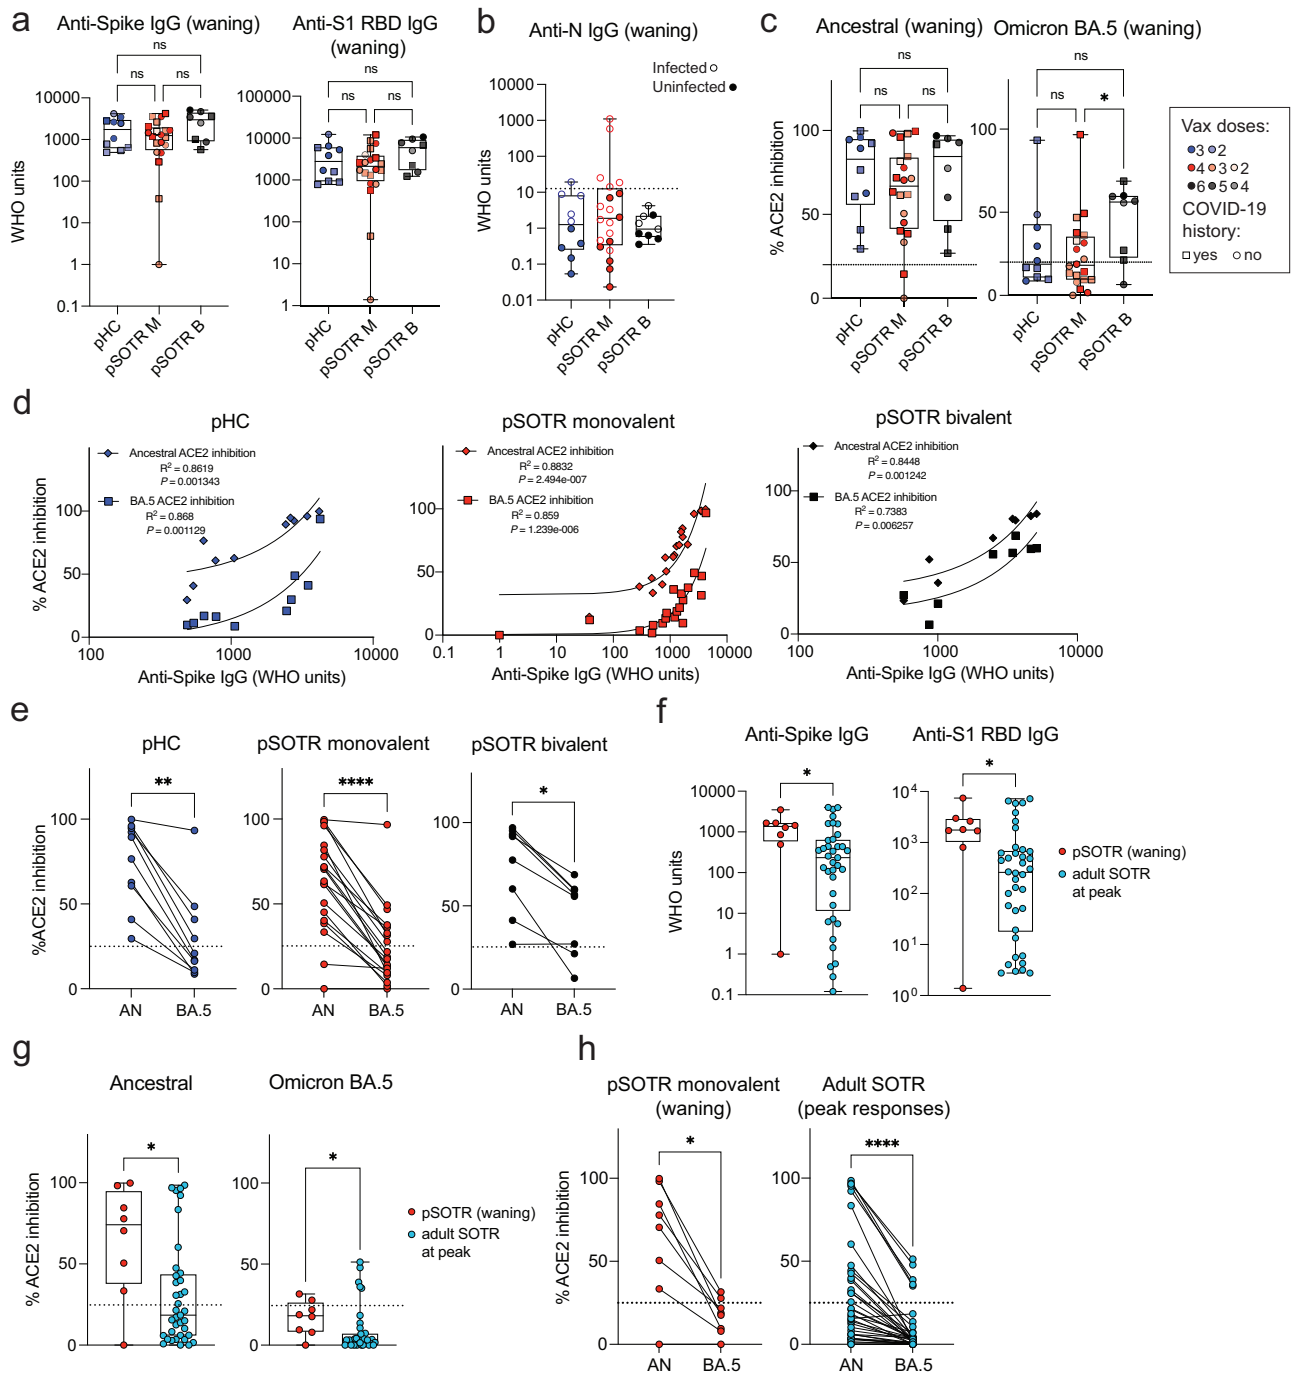 a
Anti-Spike IgG (waning)
ns
ns
ns
WHO units
10000
1000
100
10
1
0.1
pHC
pSOTR M
pSOTR B
Anti-S1 RBD IgG
(waning)
ns
ns
ns
100000
10000
1000
100
10
1
pHC
pSOTR M
pSOTR B
b
Anti-N IgG (waning)
Infected
Uninfected
WHO units
10000
1000
100
10
1
0.1
0.01
pHC
pSOTR M
pSOTR B
c
Ancestral (waning)
ns
ns
ns
% ACE2 inhibition
100
50
0
pHC
pSOTR M
pSOTR B
Omicron BA.5 (waning)
ns
ns
*
100
50
0
pHC
pSOTR M
pSOTR B
Vax doses:
3 2
4 3 2
6 5 4
COVID-19
history:
yes no
d
pHC
Ancestral ACE2 inhibition
R² = 0.8619
P = 0.001343
BA.5 ACE2 inhibition
R² = 0.868
P = 0.001129
% ACE2 inhibition
100
50
0
100 1000 10000
Anti-Spike IgG (WHO units)
pSOTR monovalent
Ancestral ACE2 inhibition
R² = 0.8832
P = 2.494e-007
BA.5 ACE2 inhibition
R² = 0.859
P = 1.239e-006
100
50
0
0.1 1 10 100 1000 10000
Anti-Spike IgG (WHO units)
pSOTR bivalent
Ancestral ACE2 inhibition
R² = 0.8448
P = 0.001242
BA.5 ACE2 inhibition
R² = 0.7383
P = 0.006257
100
50
0
100 1000 10000
Anti-Spike IgG (WHO units)
e
pHC
**
%ACE2 inhibition
100
50
0
AN BA.5
pSOTR monovalent
****
100
50
0
AN BA.5
pSOTR bivalent
*
100
50
0
AN BA.5
f
Anti-Spike IgG
*
WHO units
10000
1000
100
10
1
0.1
Anti-S1 RBD IgG
*
10⁴
10³
10²
10¹
10⁰
pSOTR (waning)
adult SOTR
at peak
g
Ancestral
*
% ACE2 inhibition
100
50
0
Omicron BA.5
*
100
50
0
pSOTR (waning)
adult SOTR
at peak
h
pSOTR monovalent
(waning)
*
% ACE2 inhibition
100
50
0
AN BA.5
Adult SOTR
(peak responses)
****
100
50
0
AN BA.5